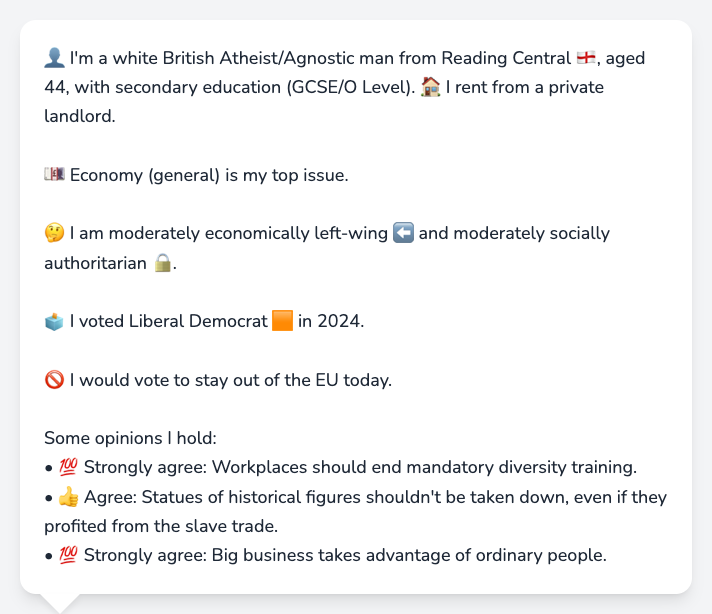 👤 I'm a white British Atheist/Agnostic man from Reading Central 🏴󠁧󠁢󠁥󠁮󠁧󠁿, aged
44, with secondary education (GCSE/O Level). 🏠 I rent from a private
landlord.
💷 Economy (general) is my top issue.
🤔 I am moderately economically left-wing ⬅️ and moderately socially
authoritarian 🔒.
🗳️ I voted Liberal Democrat 🟧 in 2024.
🚫 I would vote to stay out of the EU today.
Some opinions I hold:
• 💯 Strongly agree: Workplaces should end mandatory diversity training.
• 👍 Agree: Statues of historical figures shouldn't be taken down, even if they
profited from the slave trade.
• 💯 Strongly agree: Big business takes advantage of ordinary people.